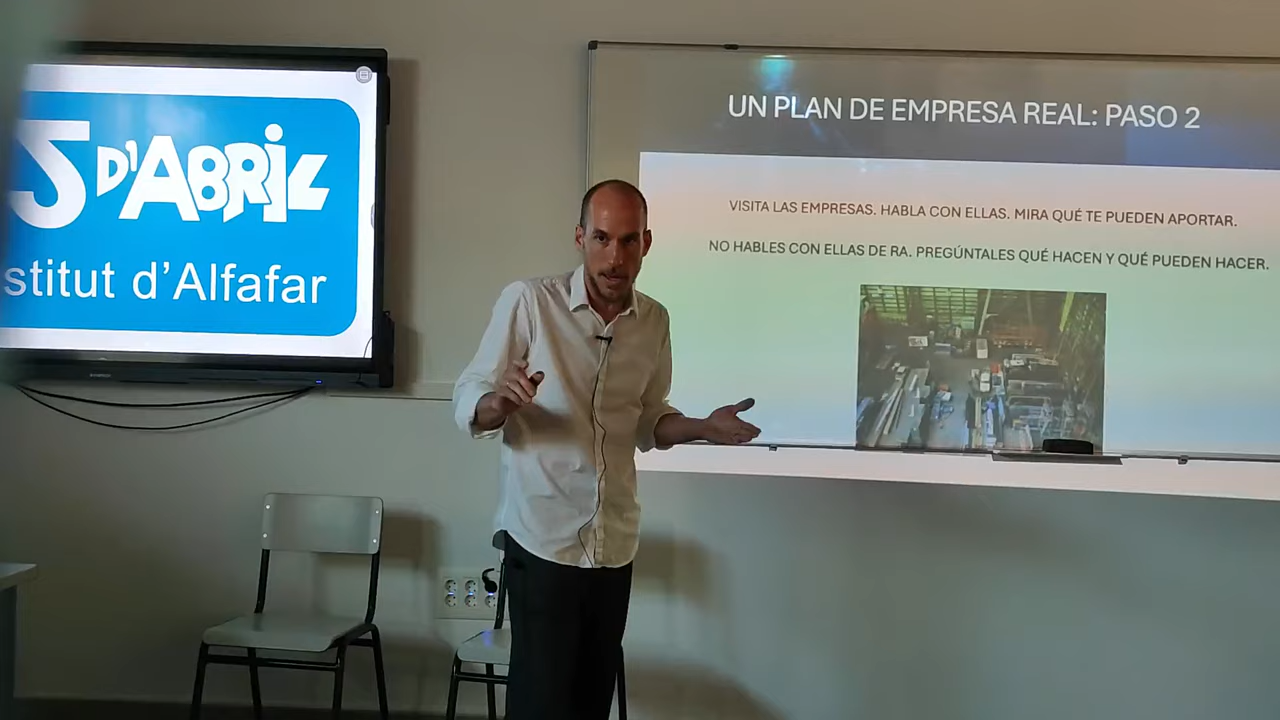 5 D'ABRIL
stitut d'Alfafar
UN PLAN DE EMPRESA REAL: PASO 2
VISITA LAS EMPRESAS. HABLA CON ELLAS. MIRA QUÉ TE PUEDEN APORTAR.
NO HABLES CON ELLAS DE RA. PREGÚNTALES QUÉ HACEN Y QUÉ PUEDEN HACER.